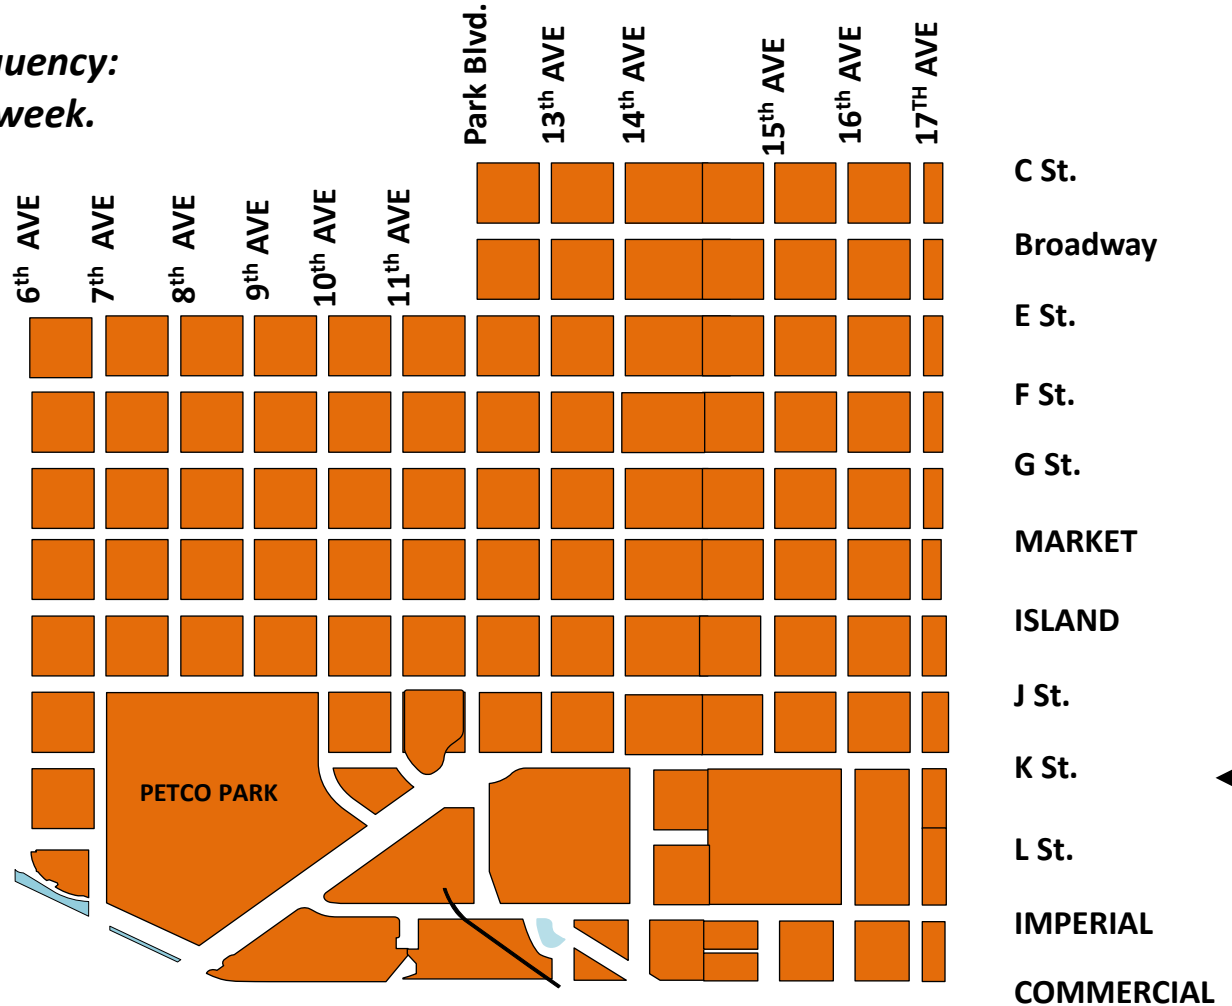 quency:
week.
Park Blvd.
13th AVE
14th AVE
15th AVE
16th AVE
17TH AVE
6th AVE
7th AVE
8th AVE
9th AVE
10th AVE
11th AVE
C St.
Broadway
E St.
F St.
G St.
MARKET
ISLAND
J St.
K St.
PETCO PARK
L St.
IMPERIAL
COMMERCIAL